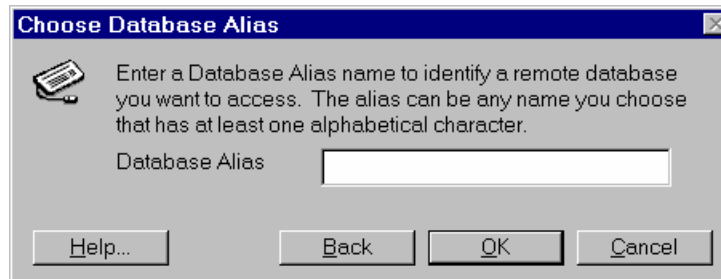 Choose Database Alias
Enter a Database Alias name to identify a remote database
you want to access. The alias can be any name you choose
that has at least one alphabetical character.
Database Alias
Help... Back OK Cancel